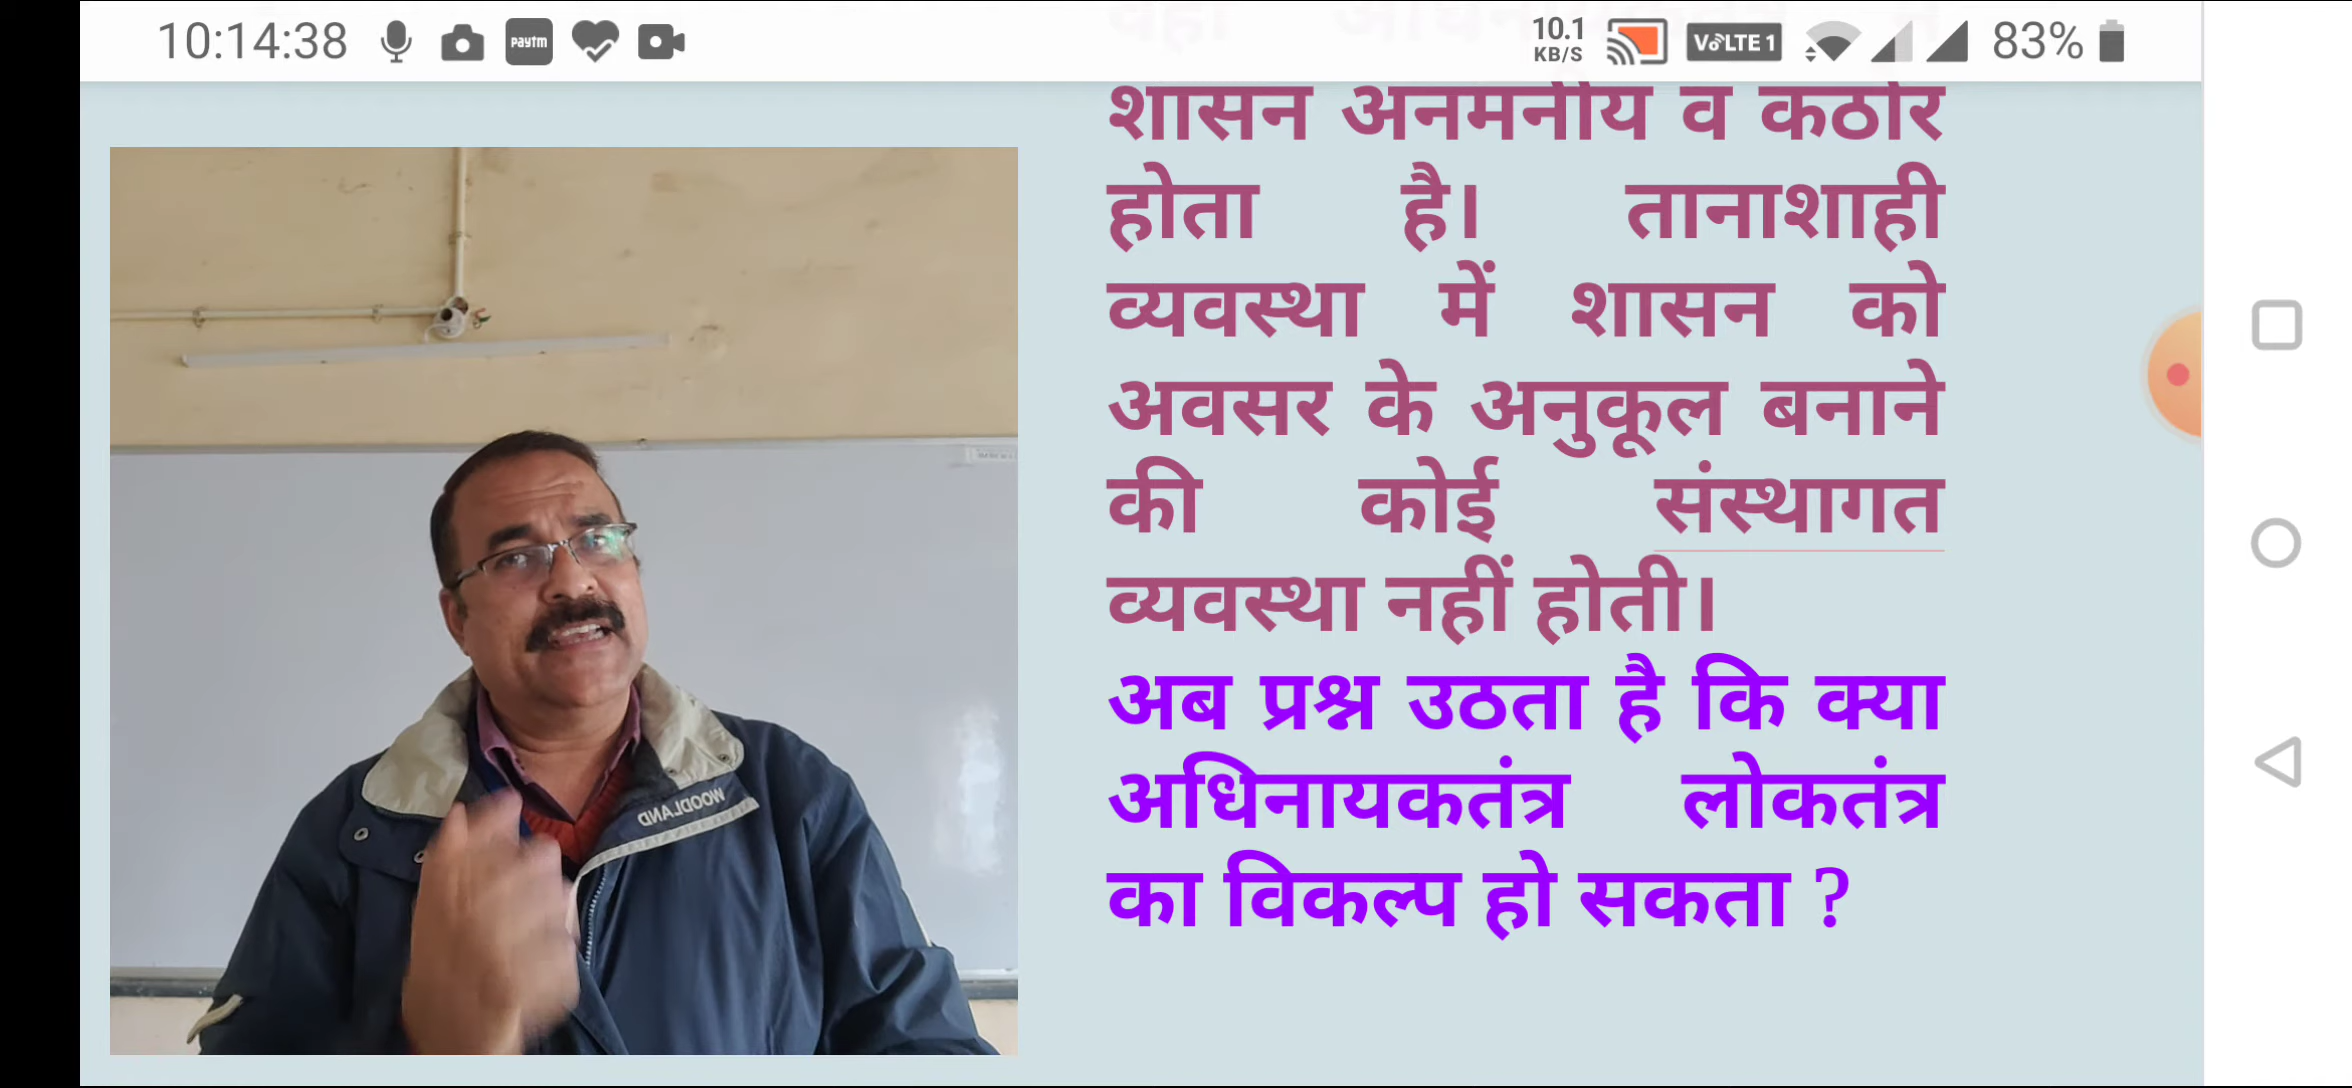 10:14:38 paytm 10.1 KB/S VoLTE 1 83%
शासन अनमनीय व कठोर
होता है। तानाशाही
व्यवस्था में शासन को
अवसर के अनुकूल बनाने
की कोई संस्थागत
व्यवस्था नहीं होती।
अब प्रश्न उठता है कि क्या
अधिनायकतंत्र लोकतंत्र
का विकल्प हो सकता ?
WOODLAND